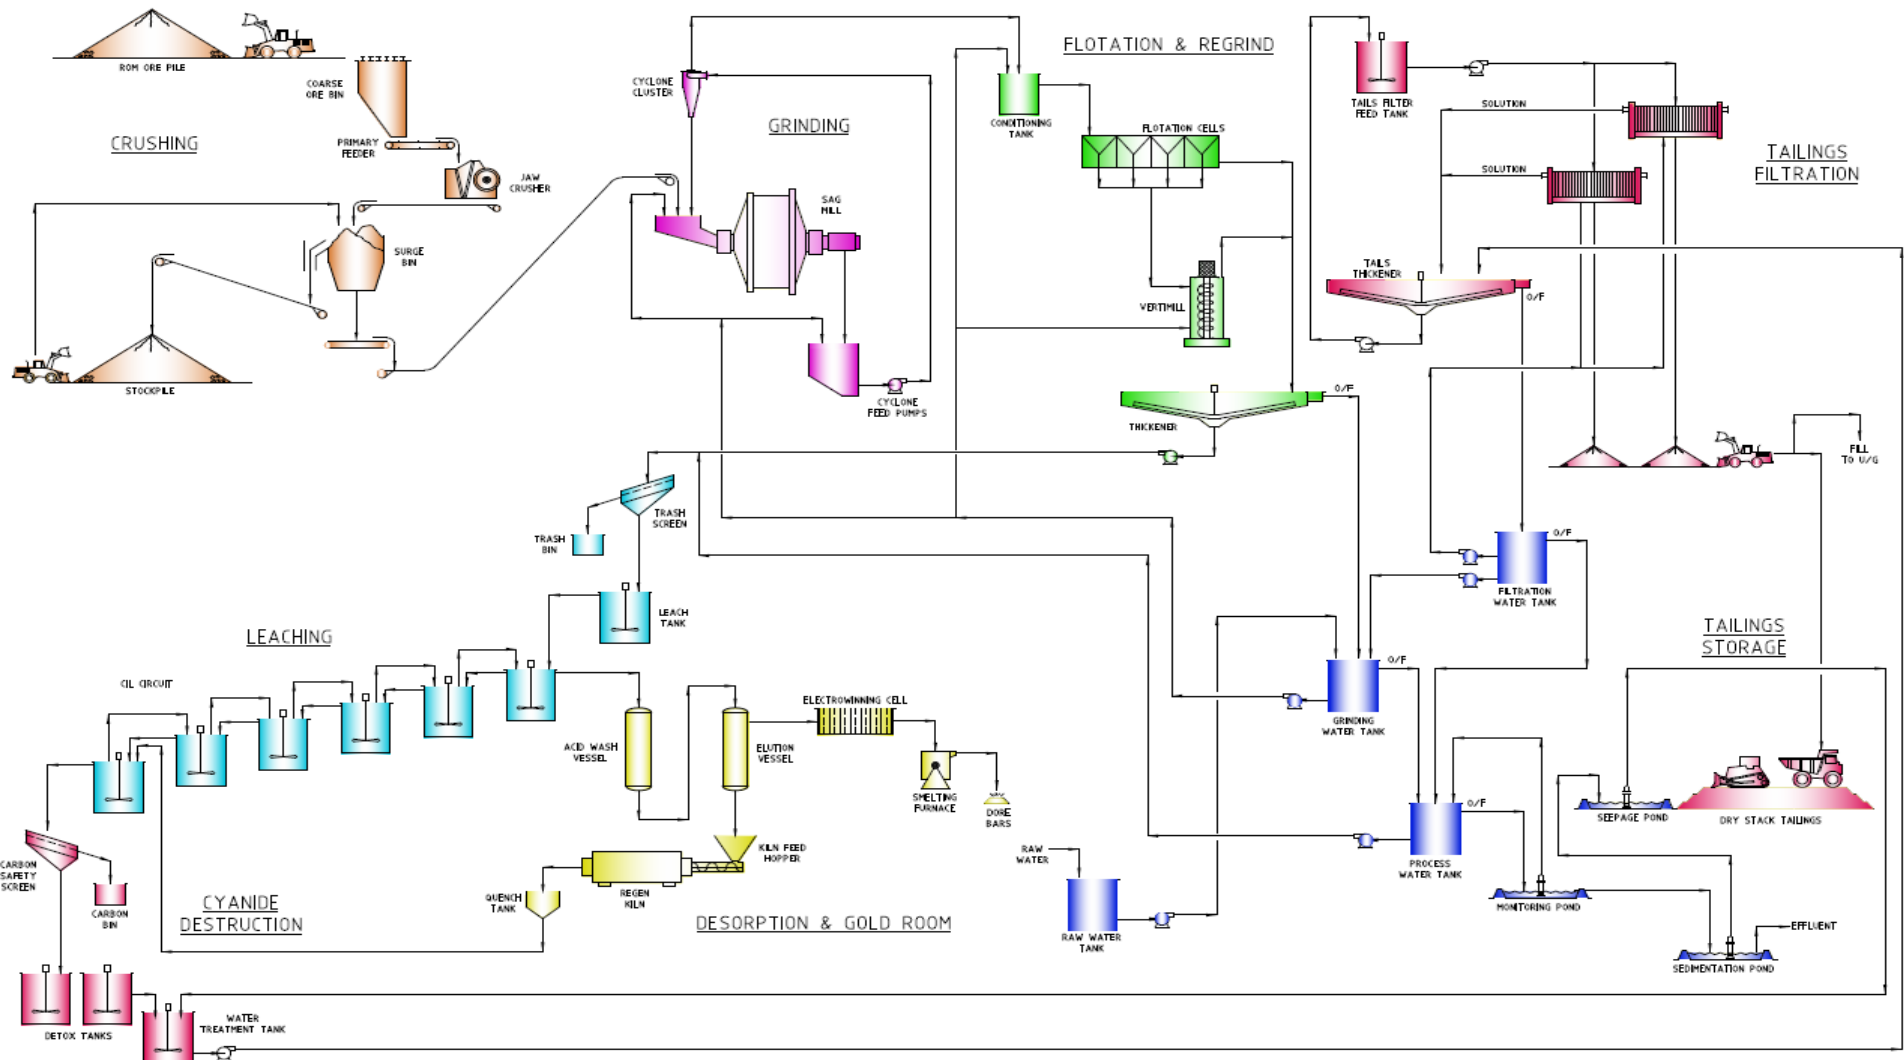 ROM ORE PILE
COARSE
ORE BIN
CRUSHING
PRIMARY
FEEDER
JAW
CRUSHER
SURGE
BIN
STOCKPILE
CYCLONE
CLUSTER
GRINDING
SAG
MILL
CYCLONE
FEED PUMPS
FLOTATION & REGRIND
CONDITIONING
TANK
FLOTATION CELLS
VERTIMILL
THICKENER
O/F
TAILS FILTER
FEED TANK
SOLUTION
SOLUTION
TAILINGS
FILTRATION
TAILS
THICKENER
O/F
FILL
TO U/G
TRASH
SCREEN
TRASH
BIN
LEACH
TANK
LEACHING
CIL CIRCUIT
O/F
FILTRATION
WATER TANK
TAILINGS
STORAGE
O/F
GRINDING
WATER TANK
ACID WASH
VESSEL
ELUTION
VESSEL
ELECTROWINNING CELL
SMELTING
FURNACE
DORE
BARS
KILN FEED
HOPPER
REGEN
KILN
QUENCH
TANK
DESORPTION & GOLD ROOM
RAW
WATER
RAW WATER
TANK
O/F
PROCESS
WATER TANK
SEEPAGE POND
DRY STACK TAILINGS
MONITORING POND
EFFLUENT
SEDIMENTATION POND
CARBON
SAFETY
SCREEN
CARBON
BIN
CYANIDE
DESTRUCTION
DETOX TANKS
WATER
TREATMENT TANK